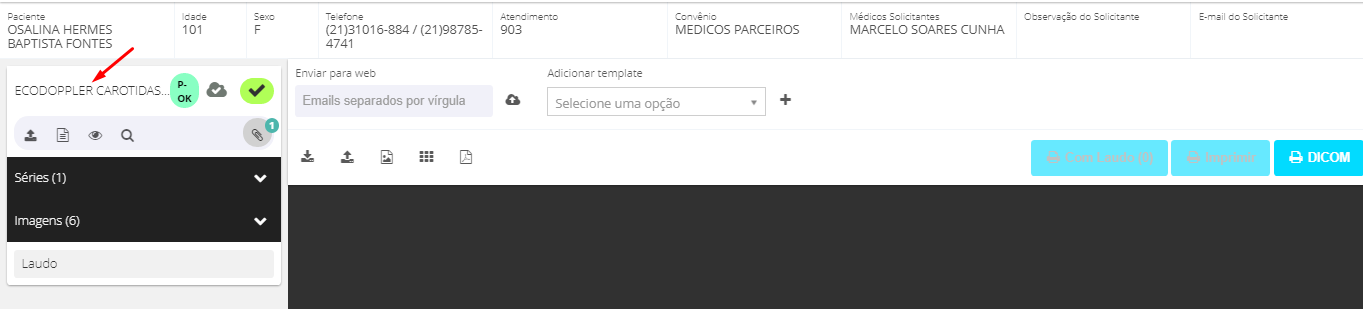 Paciente
OSALINA HERMES
BAPTISTA FONTES
Idade
101
Sexo
F
Telefone
(21)31016-884 / (21)98785-
4741
Atendimento
903
Convênio
MEDICOS PARCEIROS
Médicos Solicitantes
MARCELO SOARES CUNHA
Observação do Solicitante
E-mail do Solicitante
ECODOPPLER CAROTIDAS...
P-
OK
1
Séries (1)
Imagens (6)
Laudo
Enviar para web
Emails separados por vírgula
Adicionar template
Selecione uma opção
Com Laudo (0)
Imprimir
DICOM